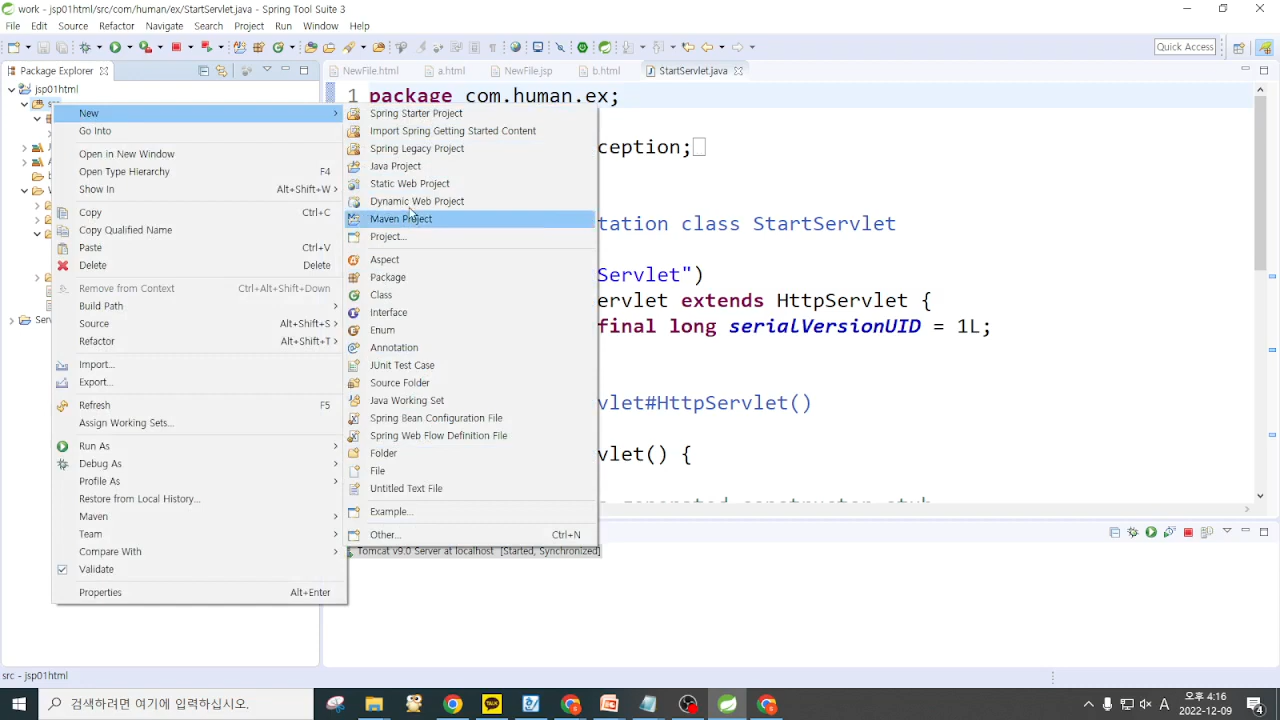 work - jsp01html/src/com/human/ex/StartServlet.java - Spring Tool Suite 3
File Edit Source Refactor Navigate Search Project Run Window Help
Quick Access
Package Explorer
NewFile.html a.html NewFile.jsp b.html StartServlet.java
jsp01html
1 package com.human.ex;
New
Go Into
Open in New Window
Open Type Hierarchy F4
Show In Alt+Shift+W
Copy Ctrl+C
Copy Qualified Name
Paste Ctrl+V
Delete Delete
Remove from Context Ctrl+Alt+Shift+Down
Build Path
Source Alt+Shift+S
Refactor Alt+Shift+T
Import...
Export...
Refresh F5
Assign Working Sets...
Run As
Debug As
Profile As
Restore from Local History...
Maven
Team
Compare With
Validate
Properties Alt+Enter
Spring Starter Project
Import Spring Getting Started Content
Spring Legacy Project
Java Project
Static Web Project
Dynamic Web Project
Maven Project
Project...
Aspect
Package
Class
Interface
Enum
Annotation
JUnit Test Case
Source Folder
Java Working Set
Spring Bean Configuration File
Spring Web Flow Definition File
Folder
File
Untitled Text File
Example...
Other... Ctrl+N
ception;
tation class StartServlet
Servlet")
ervlet extends HttpServlet {
final long serialVersionUID = 1L;
vlet#HttpServlet()
vlet() {
Tomcat v9.0 Server at localhost [Started, Synchronized]
src - jsp01html
검색하려면 여기에 입력하십시오.
TALK
A
오후 4:16
2022-12-09
4